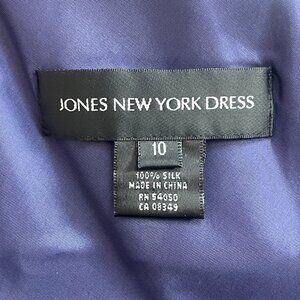 JONES NEW YORK DRESS
10
100% SILK
MADE IN CHINA
RN 54050
CA 08349